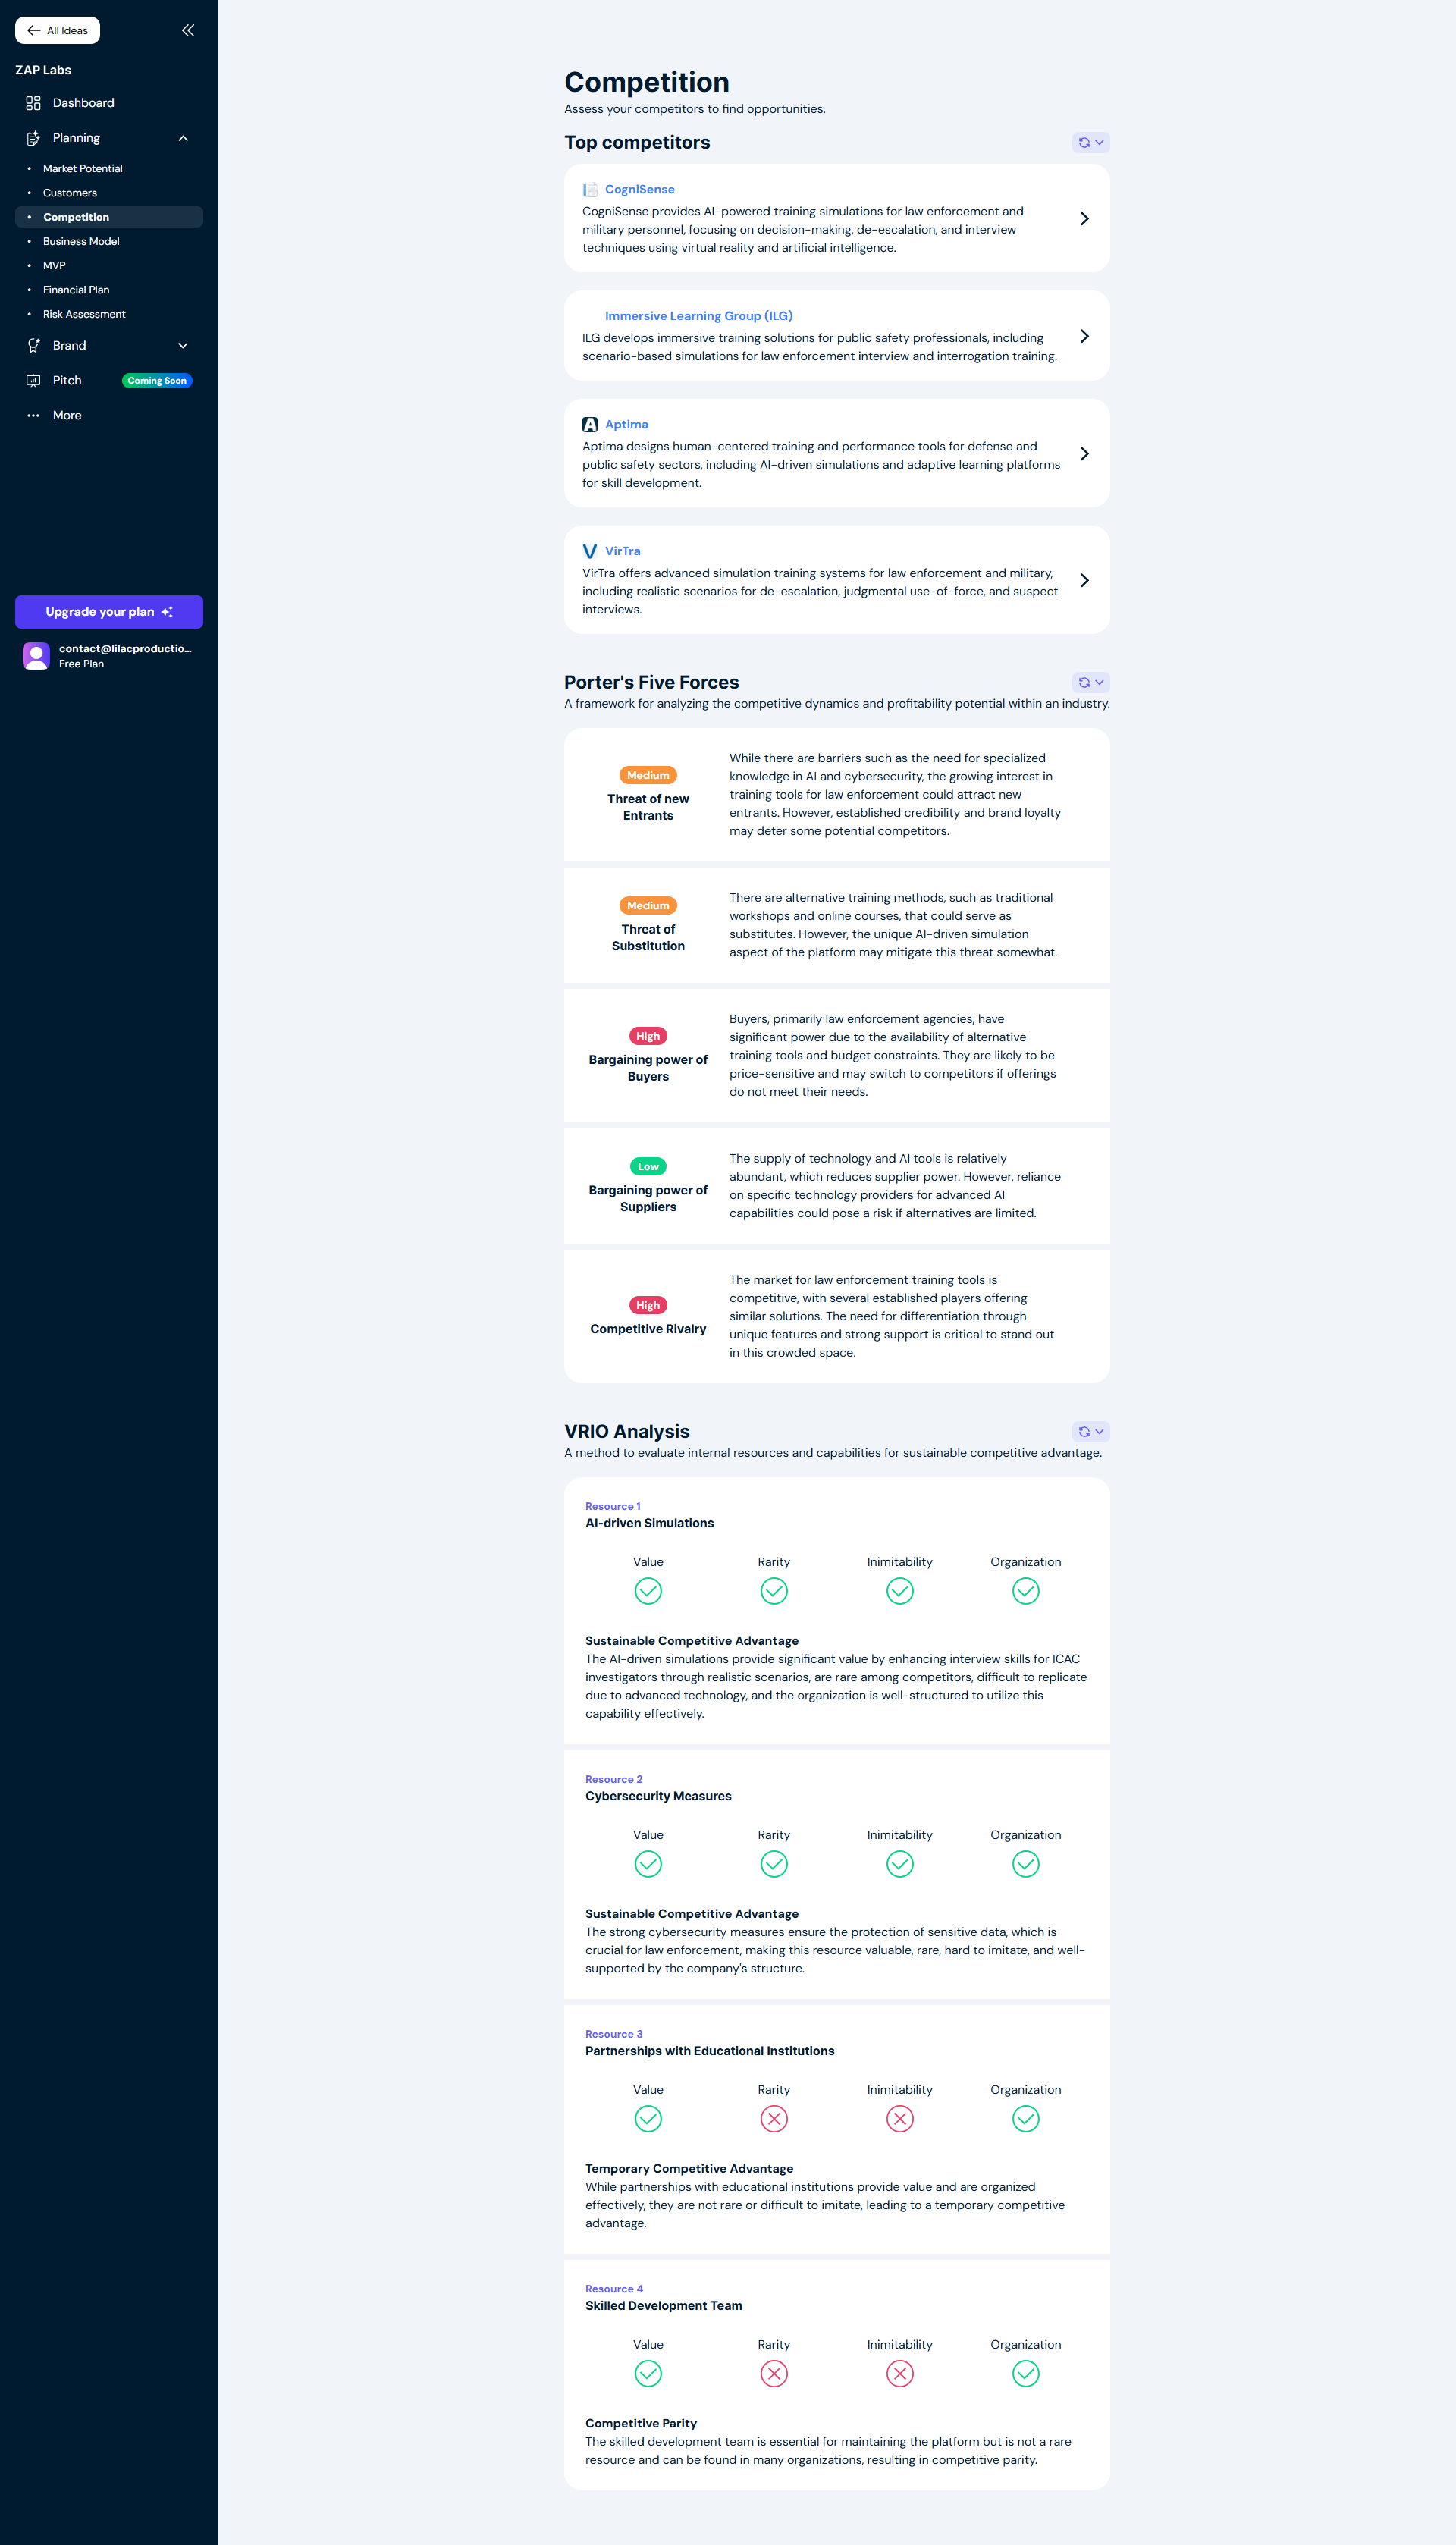 All Ideas
ZAP Labs
Dashboard
Planning
Market Potential
Customers
Competition
Business Model
MVP
Financial Plan
Risk Assessment
Brand
Pitch
Coming Soon
More
Upgrade your plan
contact@lilacproductio...
Free Plan
Competition
Assess your competitors to find opportunities.
Top competitors
CogniSense
CogniSense provides AI-powered training simulations for law enforcement and
military personnel, focusing on decision-making, de-escalation, and interview
techniques using virtual reality and artificial intelligence.
Immersive Learning Group (ILG)
ILG develops immersive training solutions for public safety professionals, including
scenario-based simulations for law enforcement interview and interrogation training.
Aptima
Aptima designs human-centered training and performance tools for defense and
public safety sectors, including AI-driven simulations and adaptive learning platforms
for skill development.
VirTra
VirTra offers advanced simulation training systems for law enforcement and military,
including realistic scenarios for de-escalation, judgmental use-of-force, and suspect
interviews.
Porter's Five Forces
A framework for analyzing the competitive dynamics and profitability potential within an industry.
Medium
Threat of new
Entrants
While there are barriers such as the need for specialized
knowledge in AI and cybersecurity, the growing interest in
training tools for law enforcement could attract new
entrants. However, established credibility and brand loyalty
may deter some potential competitors.
Medium
Threat of
Substitution
There are alternative training methods, such as traditional
workshops and online courses, that could serve as
substitutes. However, the unique AI-driven simulation
aspect of the platform may mitigate this threat somewhat.
High
Bargaining power of
Buyers
Buyers, primarily law enforcement agencies, have
significant power due to the availability of alternative
training tools and budget constraints. They are likely to be
price-sensitive and may switch to competitors if offerings
do not meet their needs.
Low
Bargaining power of
Suppliers
The supply of technology and AI tools is relatively
abundant, which reduces supplier power. However, reliance
on specific technology providers for advanced AI
capabilities could pose a risk if alternatives are limited.
High
Competitive Rivalry
The market for law enforcement training tools is
competitive, with several established players offering
similar solutions. The need for differentiation through
unique features and strong support is critical to stand out
in this crowded space.
VRIO Analysis
A method to evaluate internal resources and capabilities for sustainable competitive advantage.
Resource 1
AI-driven Simulations
Value Rarity Inimitability Organization
Sustainable Competitive Advantage
The AI-driven simulations provide significant value by enhancing interview skills for ICAC
investigators through realistic scenarios, are rare among competitors, difficult to replicate
due to advanced technology, and the organization is well-structured to utilize this
capability effectively.
Resource 2
Cybersecurity Measures
Value Rarity Inimitability Organization
Sustainable Competitive Advantage
The strong cybersecurity measures ensure the protection of sensitive data, which is
crucial for law enforcement, making this resource valuable, rare, hard to imitate, and well-
supported by the company's structure.
Resource 3
Partnerships with Educational Institutions
Value Rarity Inimitability Organization
Temporary Competitive Advantage
While partnerships with educational institutions provide value and are organized
effectively, they are not rare or difficult to imitate, leading to a temporary competitive
advantage.
Resource 4
Skilled Development Team
Value Rarity Inimitability Organization
Competitive Parity
The skilled development team is essential for maintaining the platform but is not a rare
resource and can be found in many organizations, resulting in competitive parity.